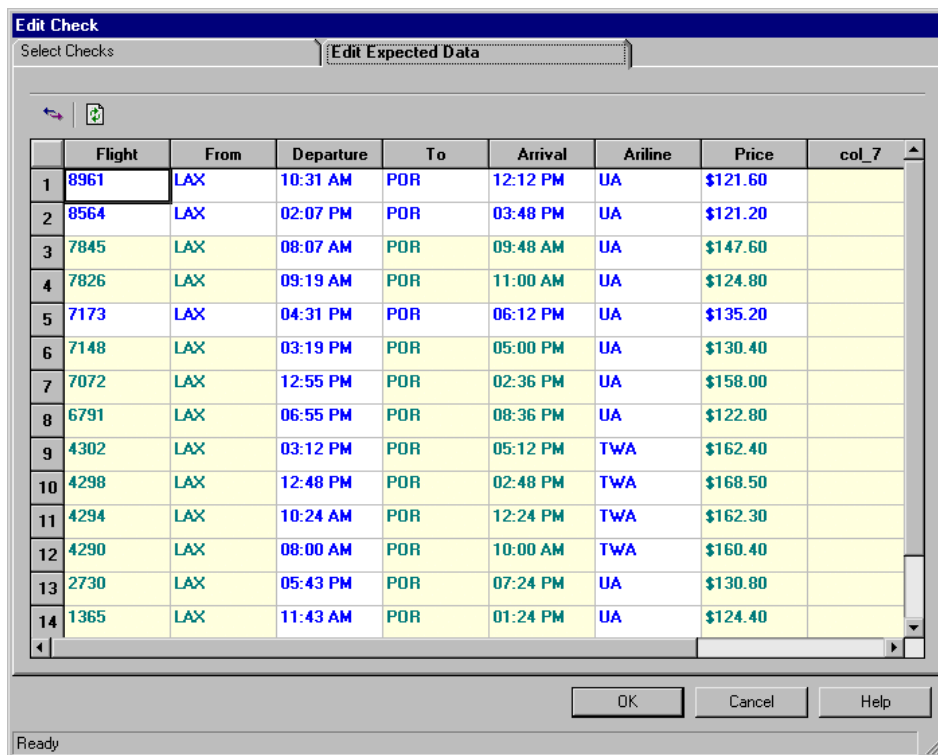 Edit Check
Select Checks Edit Expected Data
Flight From Departure To Arrival Ariline Price col_7
1 8961 LAX 10:31 AM POR 12:12 PM UA $121.60
2 8564 LAX 02:07 PM POR 03:48 PM UA $121.20
3 7845 LAX 08:07 AM POR 09:48 AM UA $147.60
4 7826 LAX 09:19 AM POR 11:00 AM UA $124.80
5 7173 LAX 04:31 PM POR 06:12 PM UA $135.20
6 7148 LAX 03:19 PM POR 05:00 PM UA $130.40
7 7072 LAX 12:55 PM POR 02:36 PM UA $158.00
8 6791 LAX 06:55 PM POR 08:36 PM UA $122.80
9 4302 LAX 03:12 PM POR 05:12 PM TWA $162.40
10 4298 LAX 12:48 PM POR 02:48 PM TWA $168.50
11 4294 LAX 10:24 AM POR 12:24 PM TWA $162.30
12 4290 LAX 08:00 AM POR 10:00 AM TWA $160.40
13 2730 LAX 05:43 PM POR 07:24 PM UA $130.80
14 1365 LAX 11:43 AM POR 01:24 PM UA $124.40
OK Cancel Help
Ready